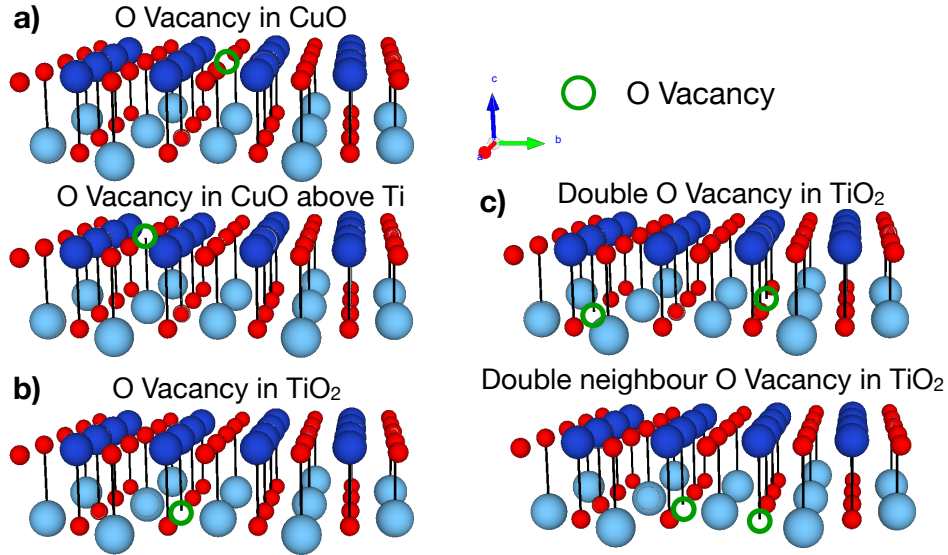 a)
O Vacancy in CuO
c
b
a
O Vacancy
O Vacancy in CuO above Ti
c)
Double O Vacancy in TiO₂
b)
O Vacancy in TiO₂
Double neighbour O Vacancy in TiO₂